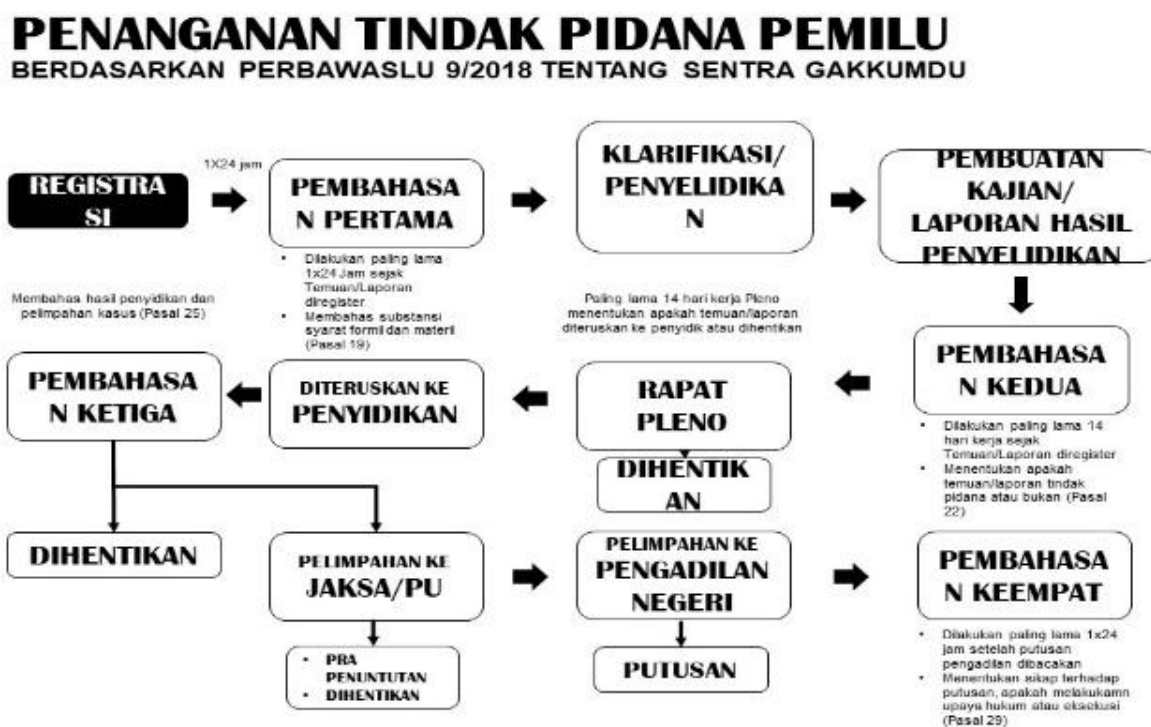 PENANGANAN TINDAK PIDANA PEMILU
BERDASARKAN PERBAWASLU 9/2018 TENTANG SENTRA GAKKUMDU
REGISTRA
SI
1X24 jam
PEMBAHASA
N PERTAMA
• Dilakukan paling lama
1x24 Jam sejak
Temuan/Laporan
diregister
• Membahas substansi
syarat formil dan materil
(Pasal 19)
KLARIFIKASI/
PENYELIDIKA
N
PEMBUATAN
KAJIAN/
LAPORAN HASIL
PENYELIDIKAN
PEMBAHASA
N KEDUA
• Dilakukan paling lama 14
hari kerja sejak
Temuan/Laporan diregister
• Menentukan apakah
temuan/laporan tindak
pidana atau bukan (Pasal
22)
Paling lama 14 hari kerja Pleno
menentukan apakah temuan/laporan
diteruskan ke penyidik atau dihentikan
RAPAT
PLENO
DIHENTIK
AN
DITERUSKAN KE
PENYIDIKAN
Membahas hasil penyidikan dan
pelimpahan kasus (Pasal 25)
PEMBAHASA
N KETIGA
DIHENTIKAN
PELIMPAHAN KE
JAKSA/PU
• PRA
PENUNTUTAN
• DIHENTIKAN
PELIMPAHAN KE
PENGADILAN
NEGERI
PUTUSAN
PEMBAHASA
N KEEMPAT
• Dilakukan paling lama 1x24
jam setelah putusan
pengadilan dibacakan
• Menentukan sikap terhadap
putusan, apakah melakukamn
upaya hukum atau eksekusi
(Pasal 29)